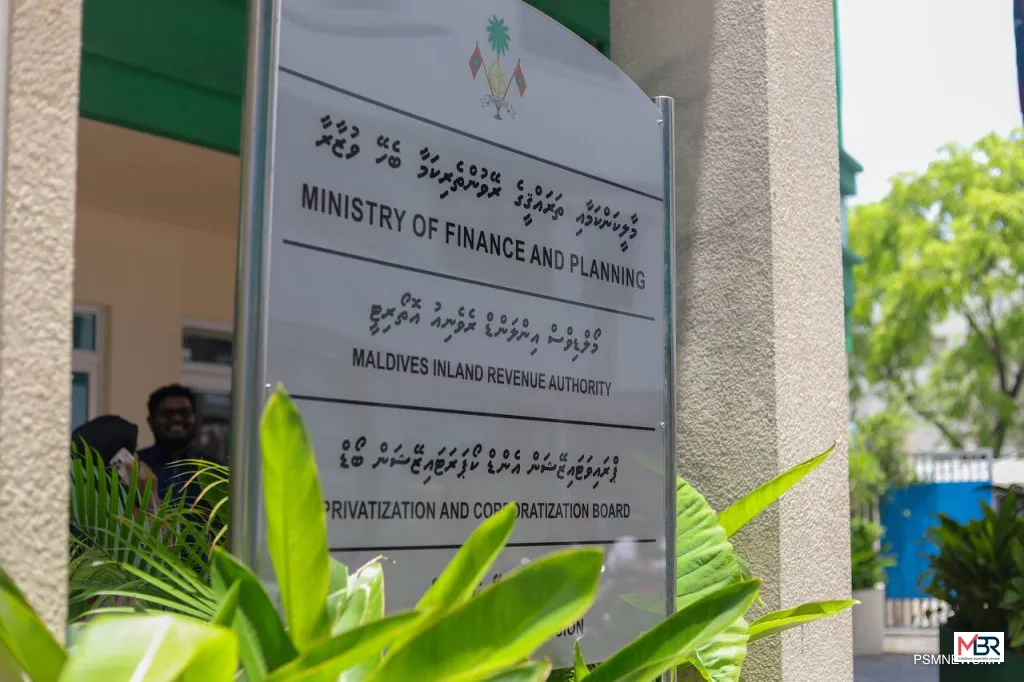 މާލީކަންކަމާއި ތަރައްޤީގެ ރޭވުންތެރިކަމާ ބެހޭ ވުޒާރާ
MINISTRY OF FINANCE AND PLANNING
މޯލްޑިވްސް އިންލަންޑް ރެވެނިއު އޮތޯރިޓީ
MALDIVES INLAND REVENUE AUTHORITY
ޕްރައިވަޓައިޒޭޝަން އެންޑް ކޯޕަރަޓައިޒޭޝަން ބޯޑް
PRIVATIZATION AND CORPORATIZATION BOARD
MBR